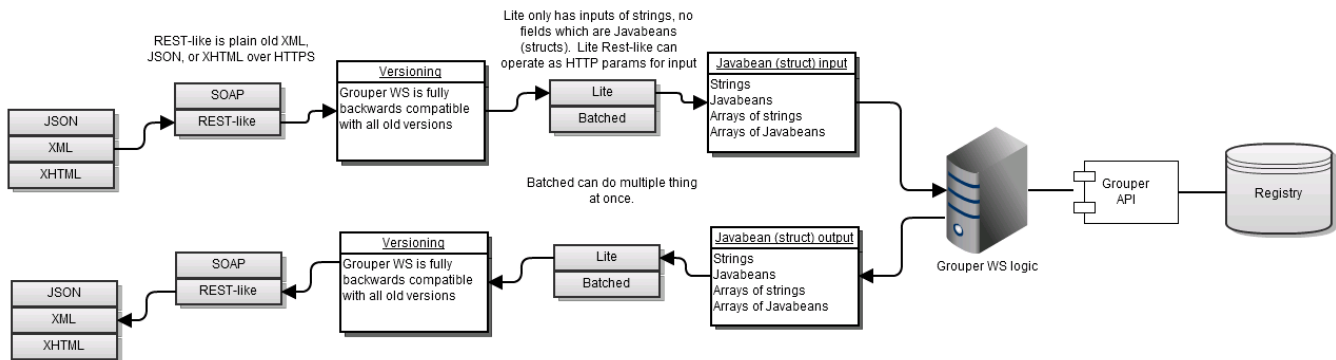 REST-like is plain old XML,
JSON, or XHTML over HTTPS
Lite only has inputs of strings, no
fields which are Javabeans
(structs). Lite Rest-like can
operate as HTTP params for input
JSON
XML
XHTML
SOAP
REST-like
Versioning
Grouper WS is fully
backwards compatible
with all old versions
Lite
Batched
Javabean (struct) input
Strings
Javabeans
Arrays of strings
Arrays of Javabeans
Batched can do multiple thing
at once.
Grouper WS logic
Grouper
API
Registry
Javabean (struct) output
Strings
Javabeans
Arrays of strings
Arrays of Javabeans
Lite
Batched
Versioning
Grouper WS is fully
backwards compatible
with all old versions
SOAP
REST-like
JSON
XML
XHTML